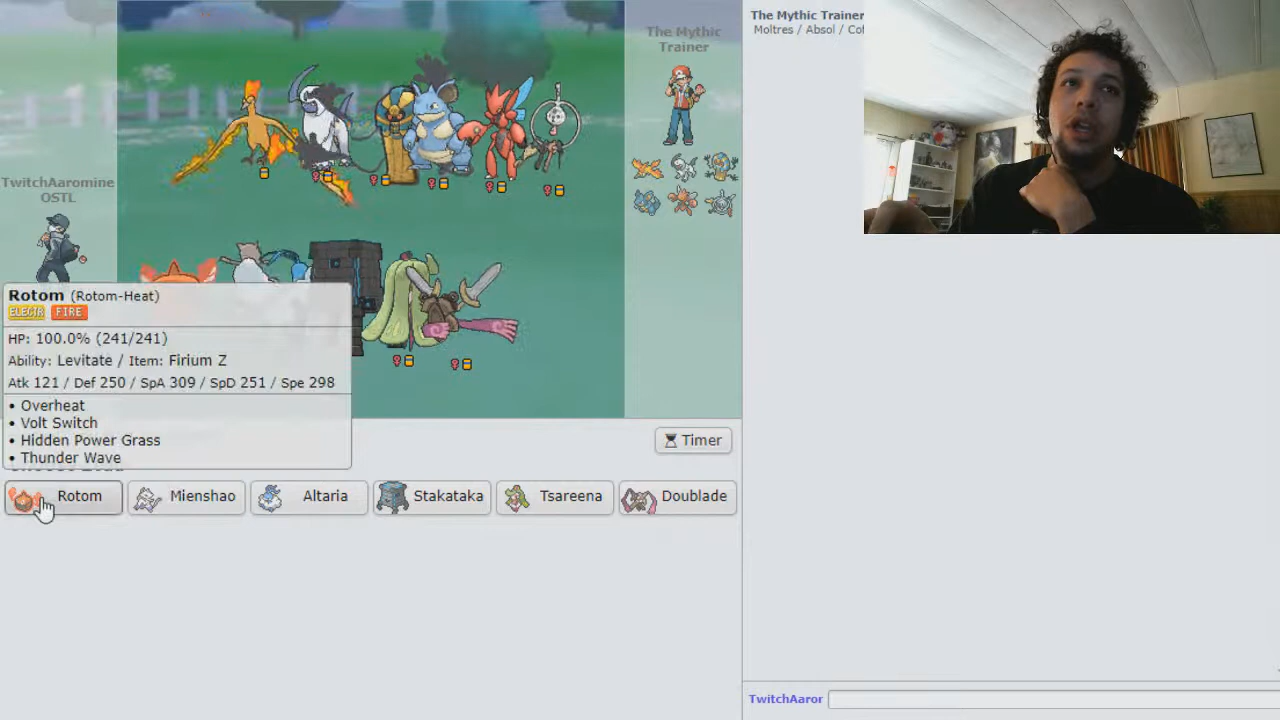 The Mythic
Trainer
TwitchAaromine
OSTL
Rotom (Rotom-Heat)
ELECTR FIRE
HP: 100.0% (241/241)
Ability: Levitate / Item: Firium Z
Atk 121 / Def 250 / SpA 309 / SpD 251 / Spe 298
• Overheat
• Volt Switch
• Hidden Power Grass
• Thunder Wave
Timer
Rotom Mienshao Altaria Stakataka Tsareena Doublade
The Mythic Trainer
Moltres / Absol / Cof
TwitchAaror